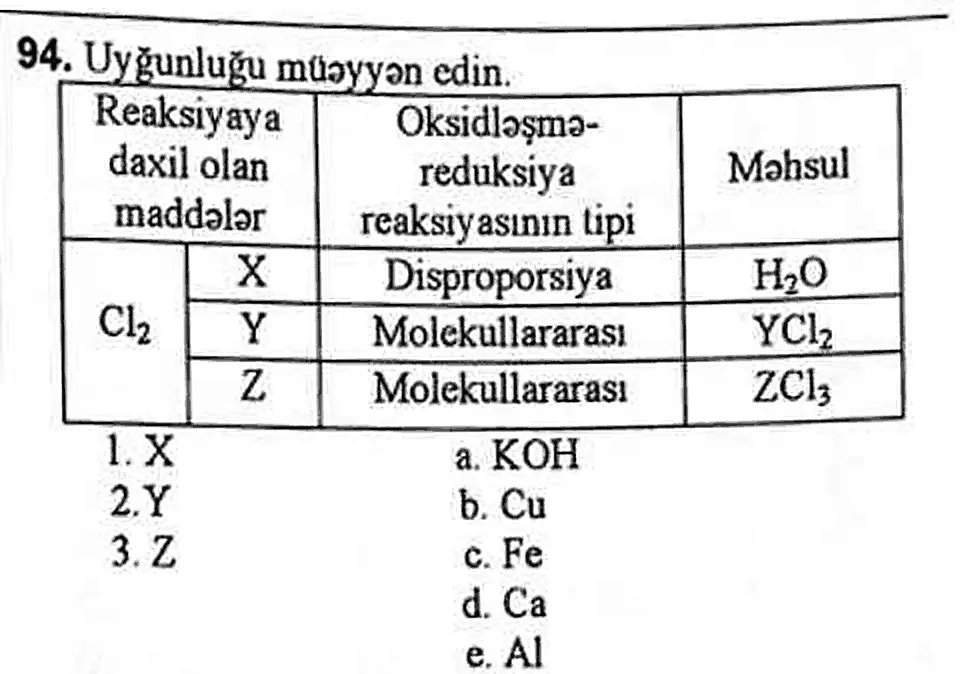 94. Uyğunluğu müəyyən edin.
Reaksiyaya daxil olan maddələr | Oksidləşmə-reduksiya reaksiyasının tipi | Məhsul
Cl₂ | X | Disproporsiya | H₂O
Y | Molekullararası | YCl₂
Z | Molekullararası | ZCl₃
1. X a. KOH
2. Y b. Cu
3. Z c. Fe
d. Ca
e. Al